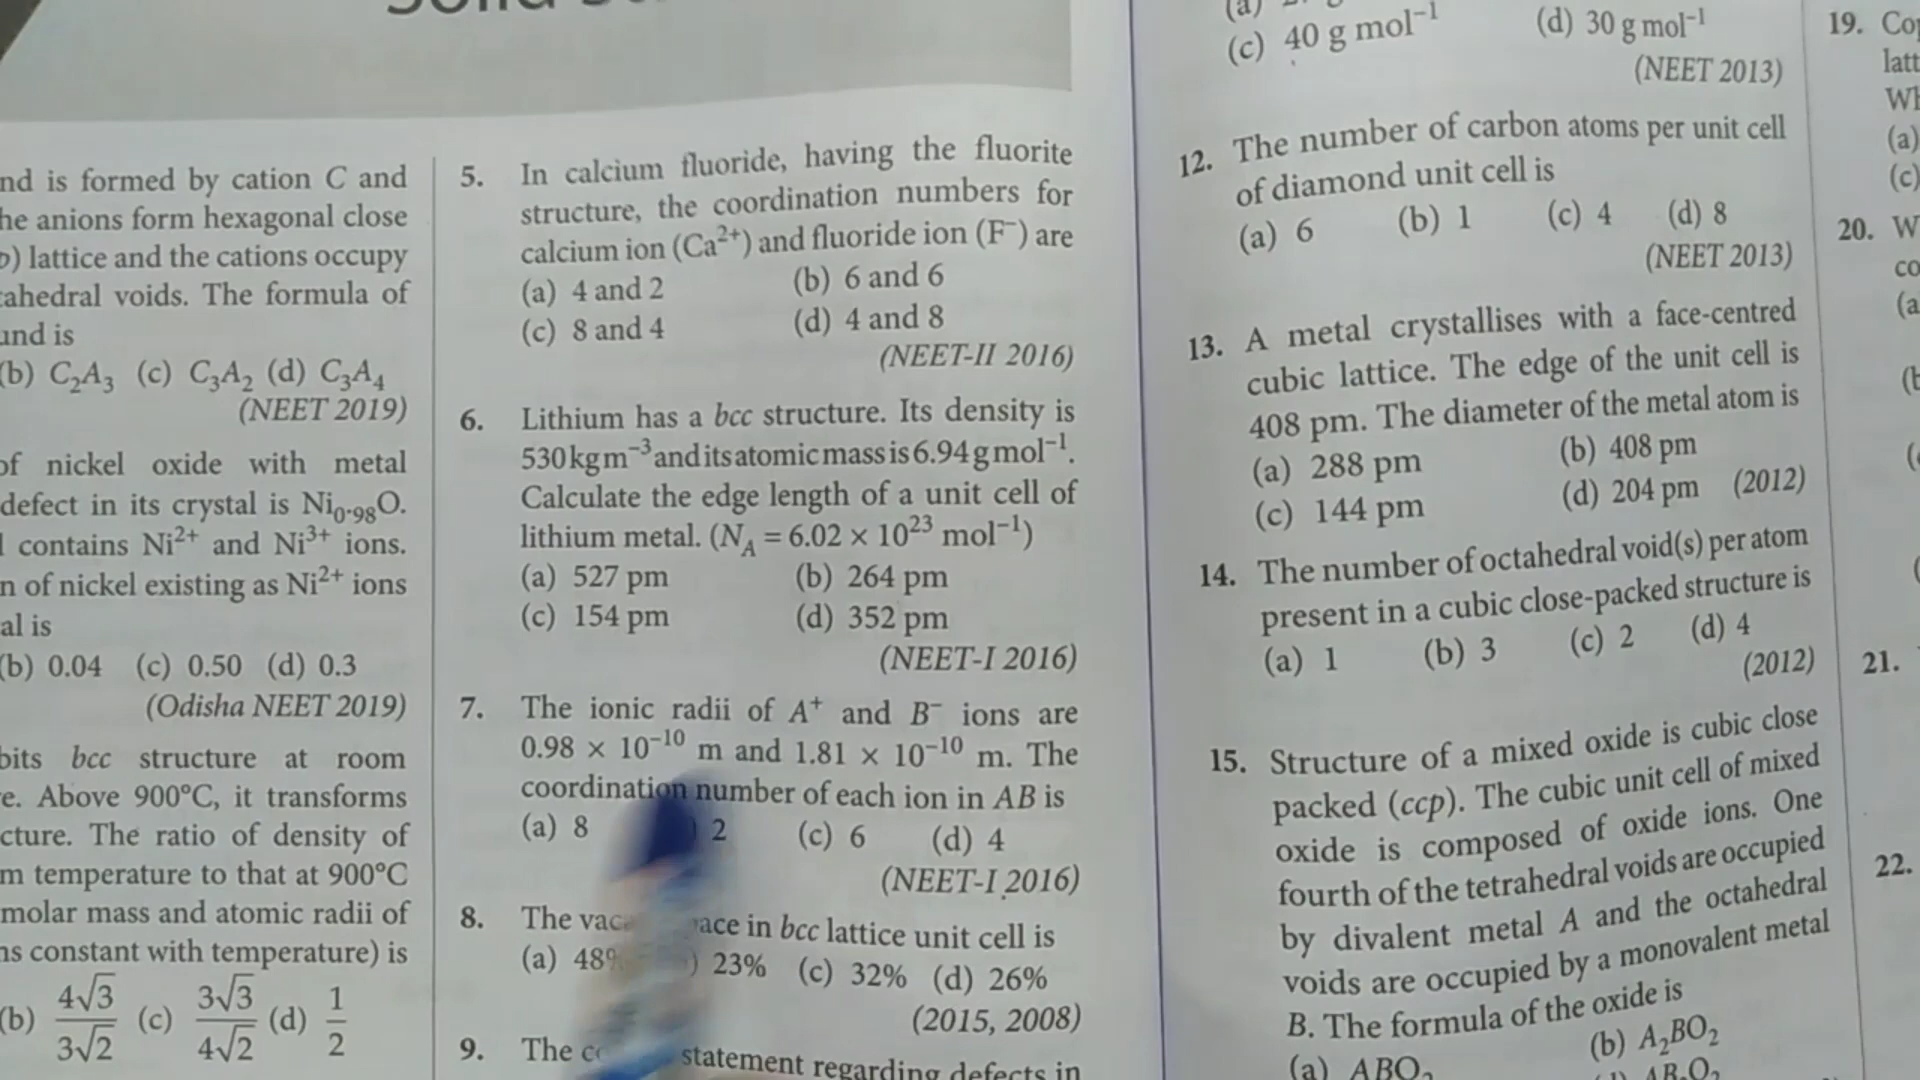 nd is formed by cation C and
he anions form hexagonal close
) lattice and the cations occupy
ahedral voids. The formula of
und is
(b) C₂A₃ (c) C₃A₂ (d) C₃A₄
(NEET 2019)
of nickel oxide with metal
defect in its crystal is Ni₀.₉₈O.
contains Ni²⁺ and Ni³⁺ ions.
n of nickel existing as Ni²⁺ ions
al is
(b) 0.04 (c) 0.50 (d) 0.3
(Odisha NEET 2019)
bits bcc structure at room
e. Above 900°C, it transforms
cture. The ratio of density of
m temperature to that at 900°C
molar mass and atomic radii of
ns constant with temperature) is
(b) 4√3/3√2 (c) 3√3/4√2 (d) 1/2
5. In calcium fluoride, having the fluorite
structure, the coordination numbers for
calcium ion (Ca²⁺) and fluoride ion (F⁻) are
(a) 4 and 2 (b) 6 and 6
(c) 8 and 4 (d) 4 and 8
(NEET-II 2016)
6. Lithium has a bcc structure. Its density is
530 kg m⁻³ and its atomic mass is 6.94 g mol⁻¹.
Calculate the edge length of a unit cell of
lithium metal. (N_A = 6.02 × 10²³ mol⁻¹)
(a) 527 pm (b) 264 pm
(c) 154 pm (d) 352 pm
(NEET-I 2016)
7. The ionic radii of A⁺ and B⁻ ions are
0.98 × 10⁻¹⁰ m and 1.81 × 10⁻¹⁰ m. The
coordination number of each ion in AB is
(a) 8 ) 2 (c) 6 (d) 4
(NEET-I 2016)
8. The in bcc lattice unit cell is
(a) 48% ) 23% (c) 32% (d) 26%
(2015, 2008)
9. The statement regarding defects in
(c) 40 g mol⁻¹ (d) 30 g mol⁻¹
(NEET 2013)
12. The number of carbon atoms per unit cell
of diamond unit cell is
(a) 6 (b) 1 (c) 4 (d) 8
(NEET 2013)
13. A metal crystallises with a face-centred
cubic lattice. The edge of the unit cell is
408 pm. The diameter of the metal atom is
(a) 288 pm (b) 408 pm
(c) 144 pm (d) 204 pm (2012)
14. The number of octahedral void(s) per atom
present in a cubic close-packed structure is
(a) 1 (b) 3 (c) 2 (d) 4
(2012)
15. Structure of a mixed oxide is cubic close
packed (ccp). The cubic unit cell of mixed
oxide is composed of oxide ions. One
fourth of the tetrahedral voids are occupied
by divalent metal A and the octahedral
voids are occupied by a monovalent metal
B. The formula of the oxide is
(a) ABO₂ (b) A₂BO₂
19. Cop
latt
Wh
(a)
(c)
20. W
co
(a
21.
22.